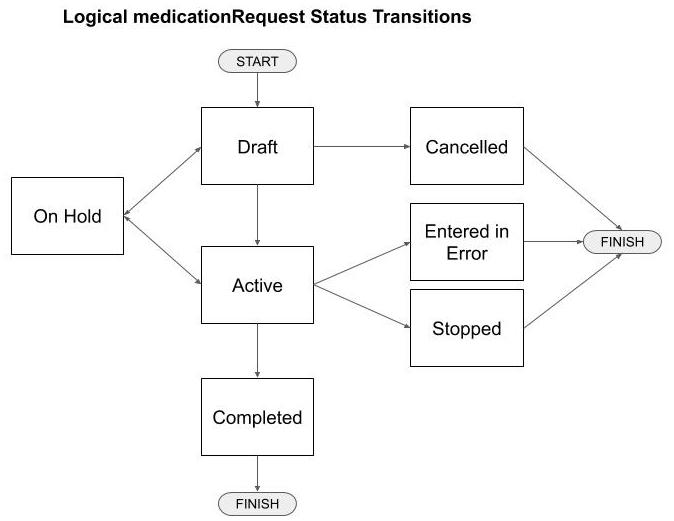 Logical medicationRequest Status Transitions
START
Draft
Cancelled
On Hold
Entered in
Error
FINISH
Active
Stopped
Completed
FINISH